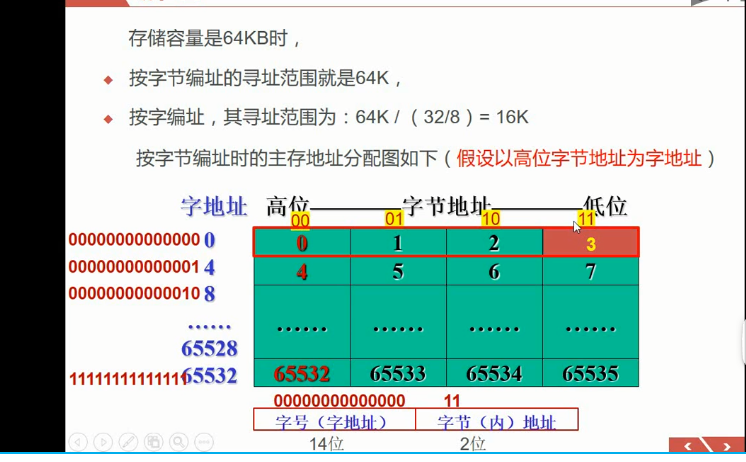 存储容量是64KB时，
按字节编址的寻址范围就是64K，
按字编址，其寻址范围为：64K /（32/8）= 16K
按字节编址时的主存地址分配图如下（假设以高位字节地址为字地址）
字地址 高位————字节地址————低位
00 01 10 11
00000000000000 0 0 1 2 3
00000000000001 4 4 5 6 7
00000000000010 8
…… …… …… …… ……
65528
11111111111111 65532 65532 65533 65534 65535
00000000000000 11
字号（字地址） 字节（内）地址
14位 2位